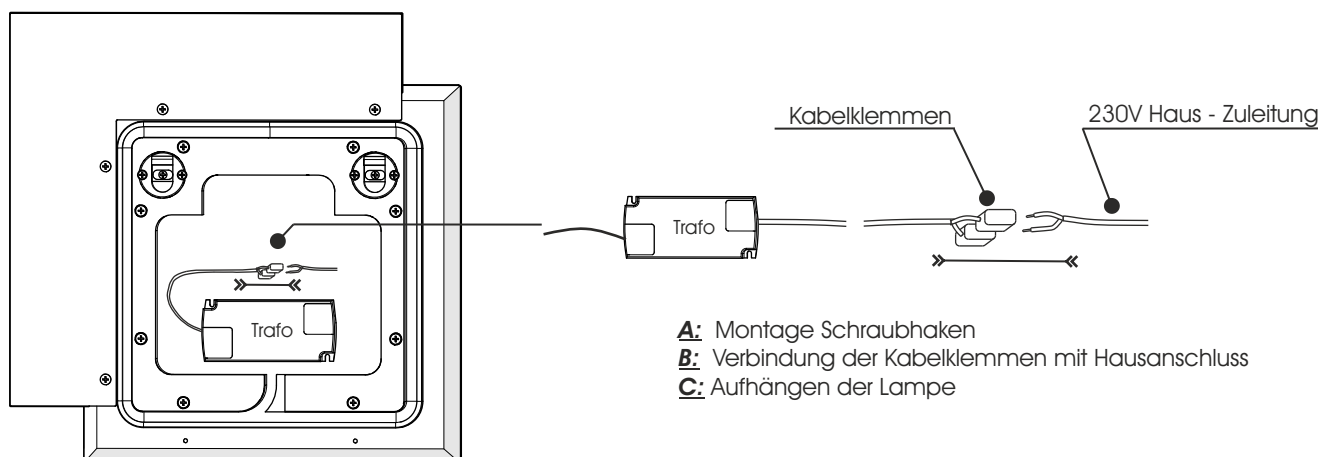 Kabelklemmen
230V Haus - Zuleitung
Trafo
Trafo
A: Montage Schraubhaken
B: Verbindung der Kabelklemmen mit Hausanschluss
C: Aufhängen der Lampe